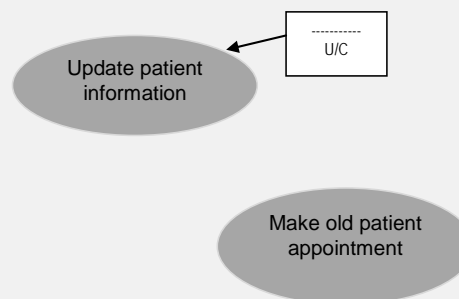 -----------
U/C
Update patient
information
Make old patient
appointment